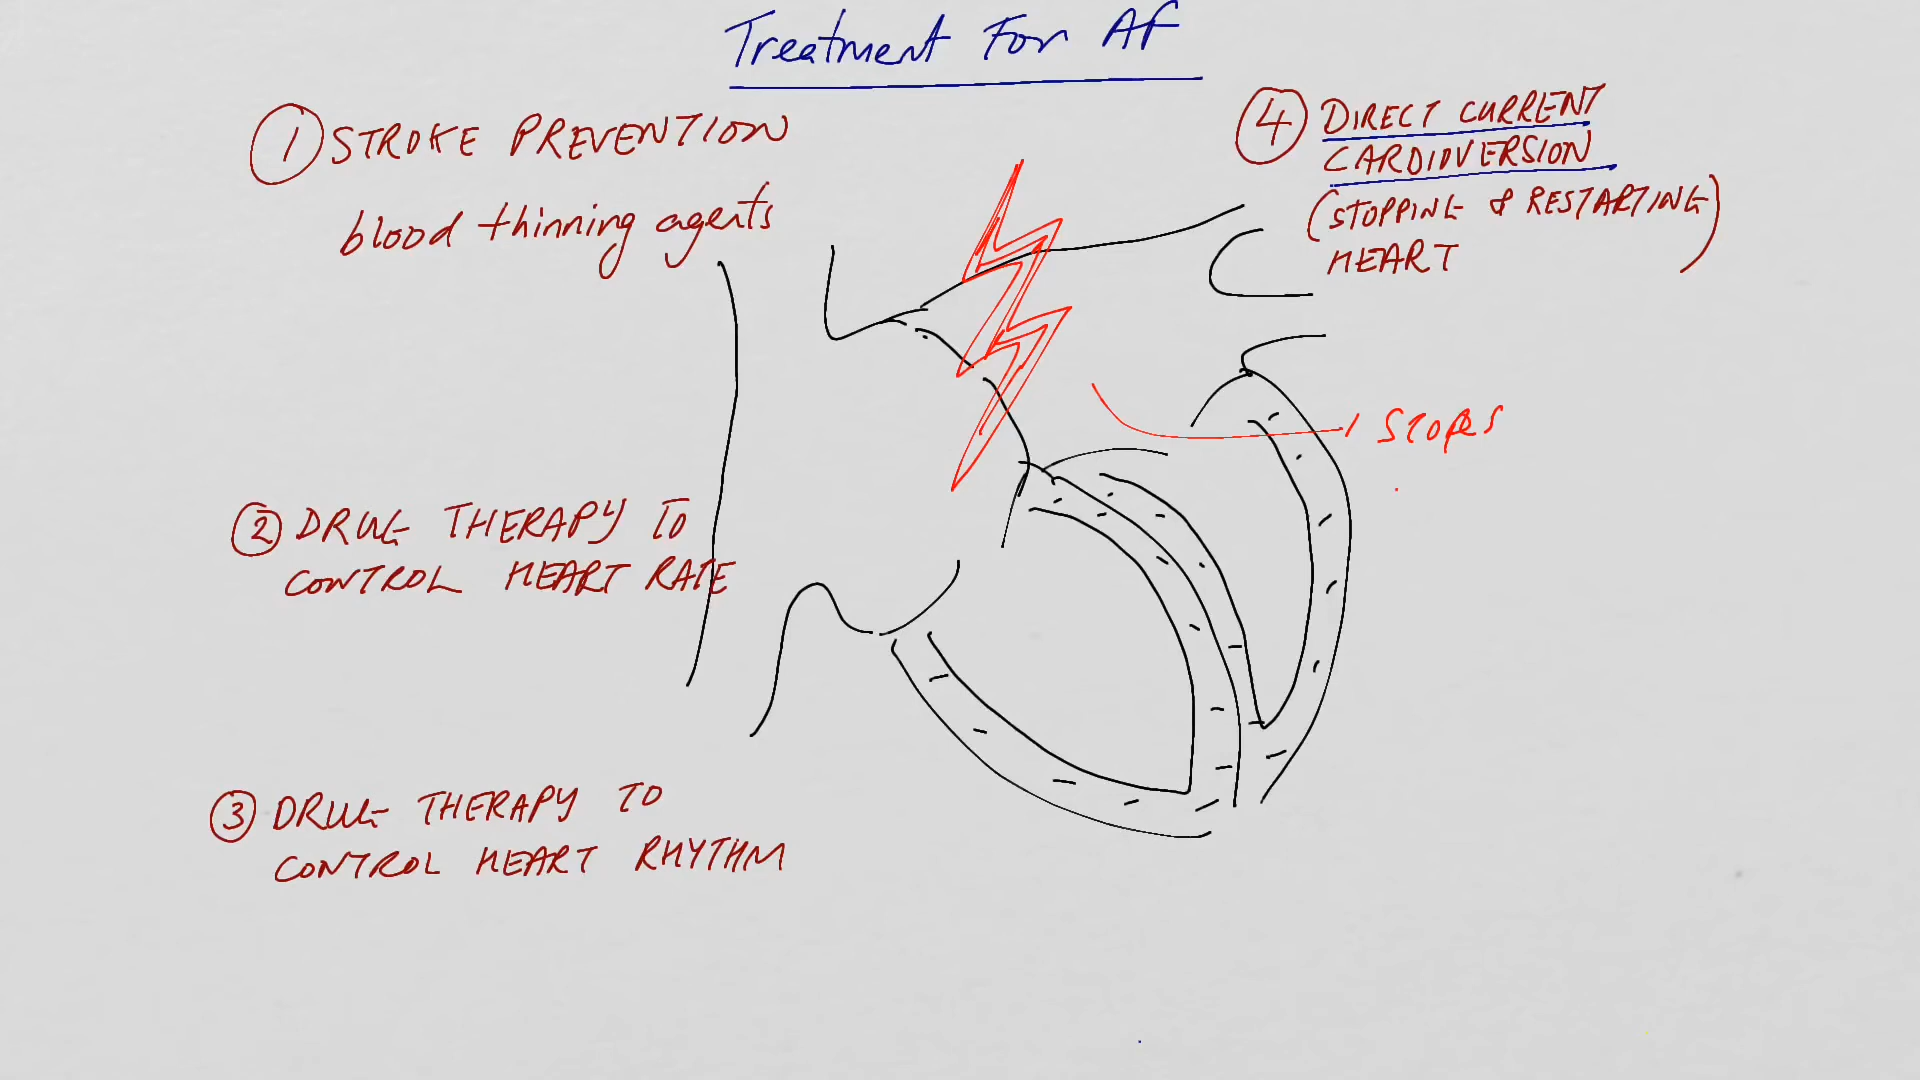 Treatment For AF
1 STROKE PREVENTION
blood thinning agents
2 DRUG THERAPY TO
CONTROL HEART RATE
3 DRUG THERAPY TO
CONTROL HEART RHYTHM
4 DIRECT CURRENT
CARDIOVERSION
(STOPPING & RESTARTING)
HEART
1 STOPS